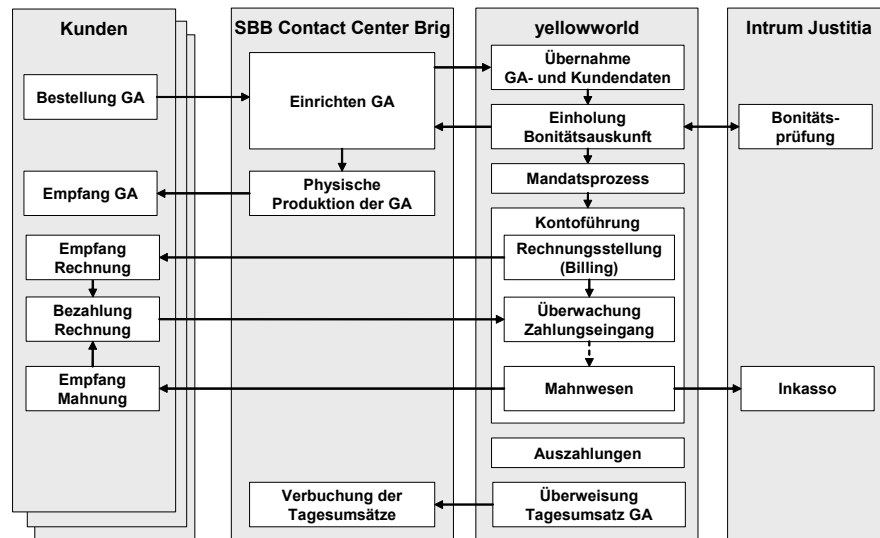 Kunden
Bestellung GA
Empfang GA
Empfang
Rechnung
Bezahlung
Rechnung
Empfang
Mahnung
SBB Contact Center Brig
Einrichten GA
Physische
Produktion der GA
Verbuchung der
Tagesumsätze
yellowworld
Übernahme
GA- und Kundendaten
Einholung
Bonitätsauskunft
Mandatsprozess
Kontoführung
Rechnungsstellung
(Billing)
Überwachung
Zahlungseingang
Mahnwesen
Auszahlungen
Überweisung
Tagesumsatz GA
Intrum Justitia
Bonitäts-
prüfung
Inkasso